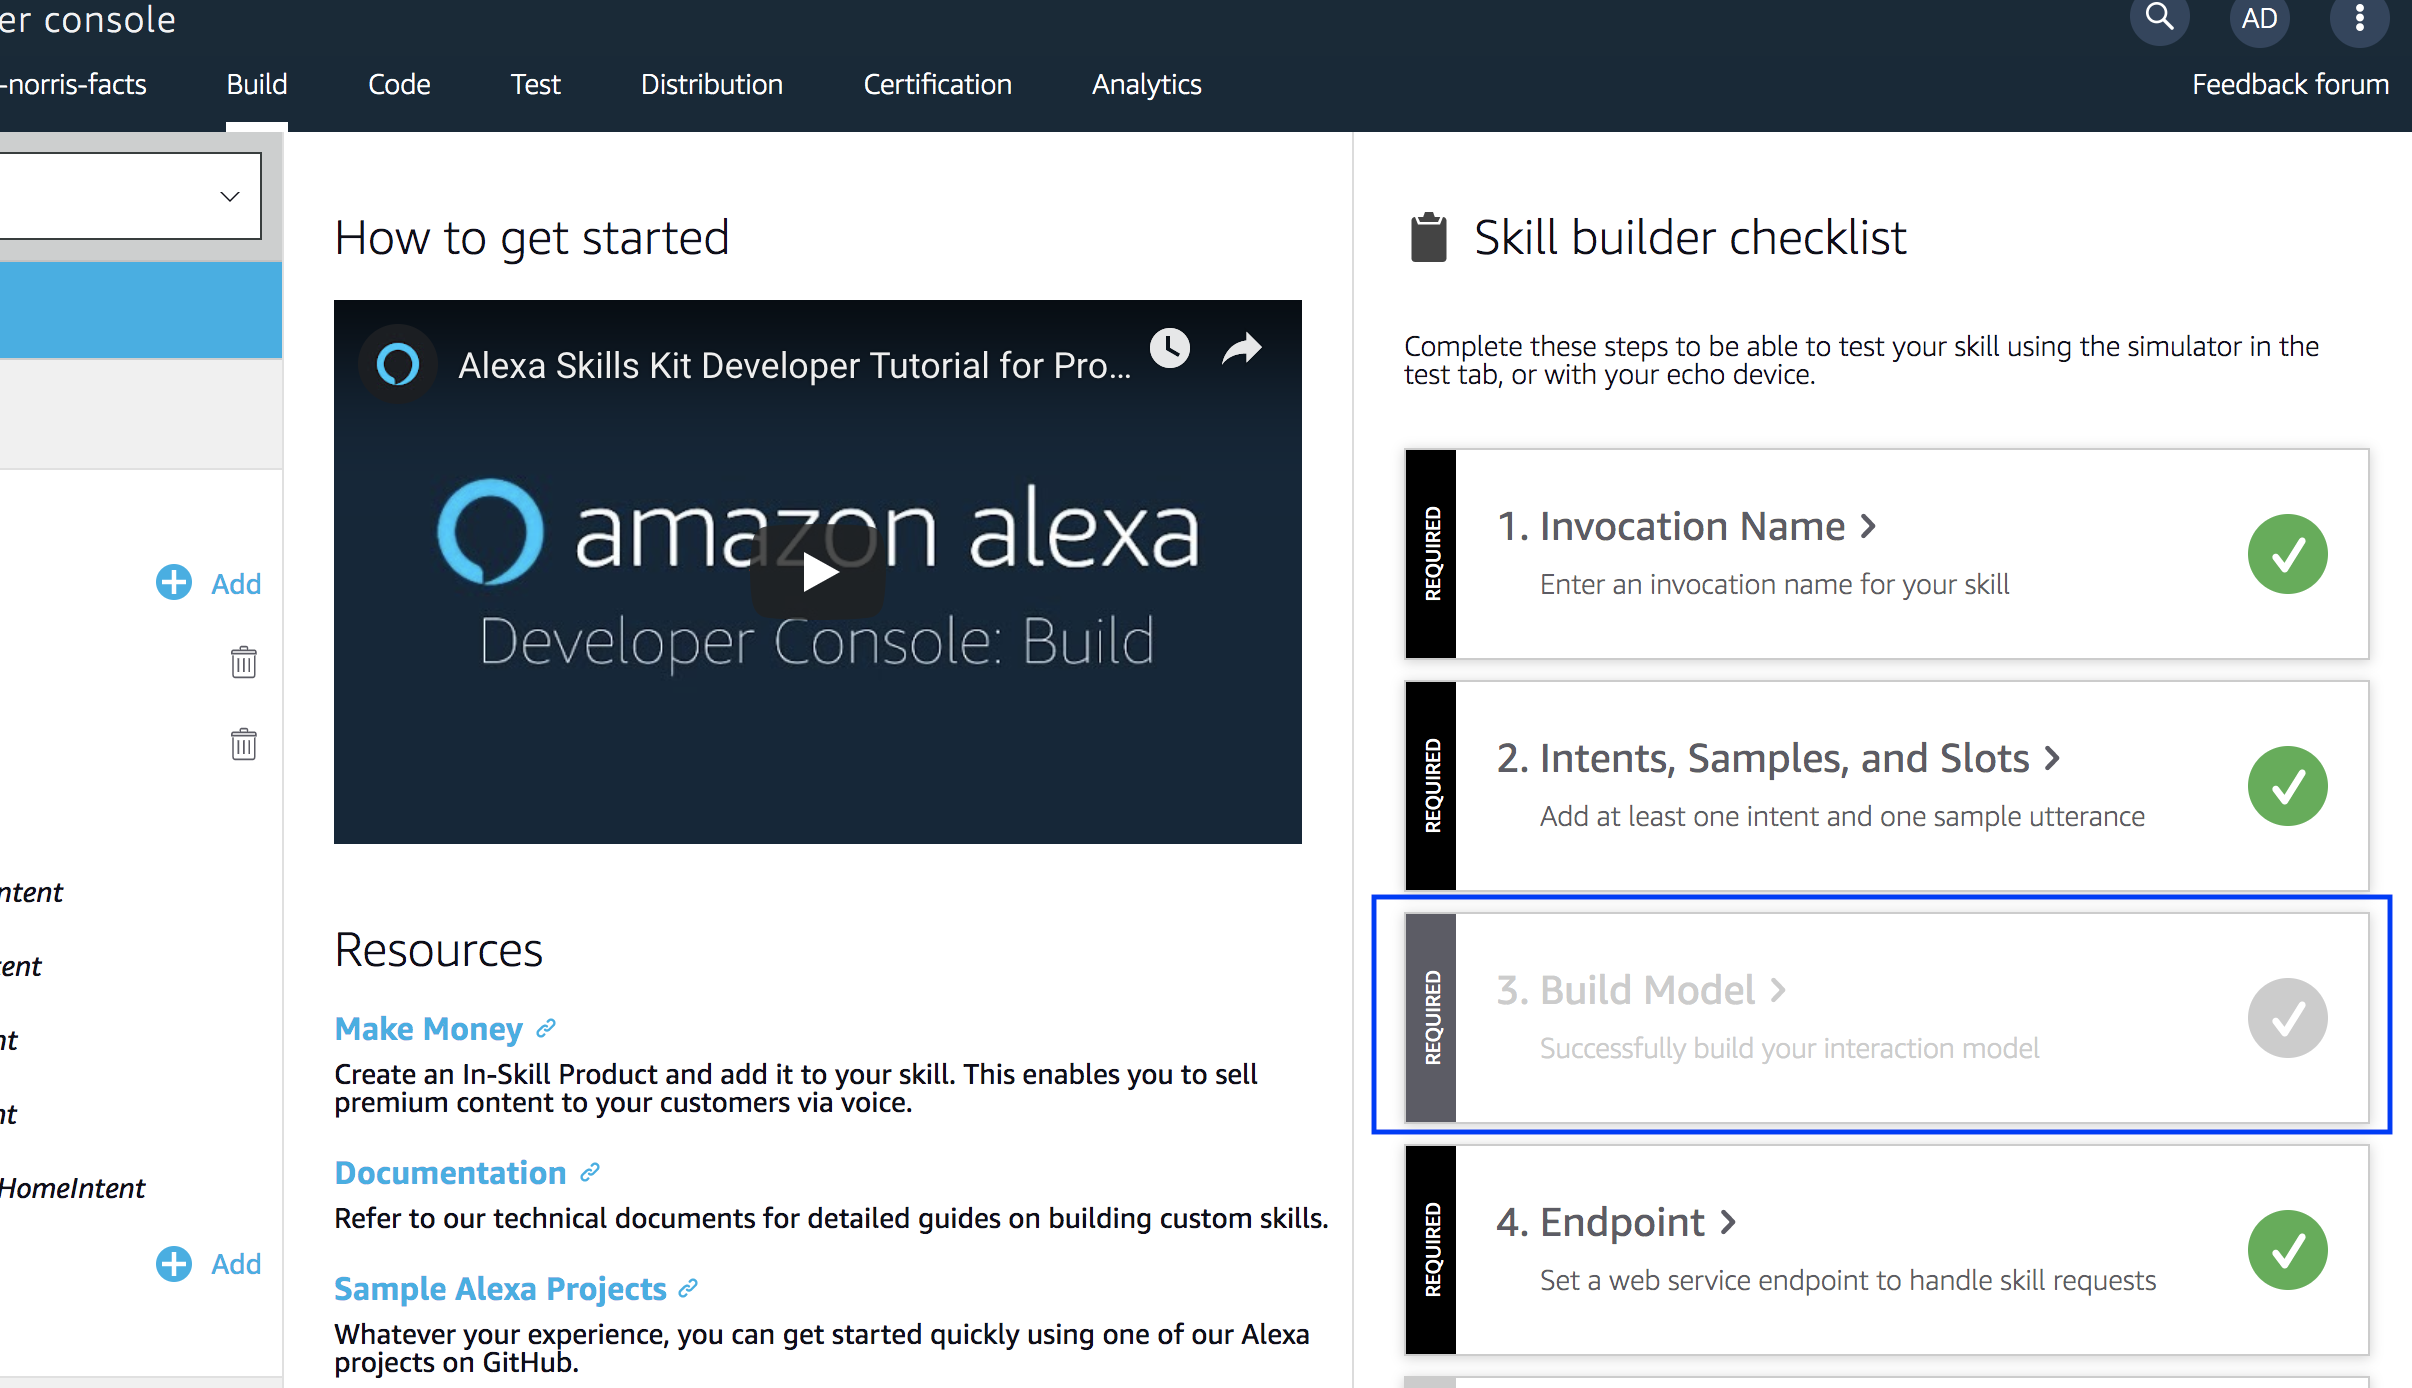 er console
AD
-norris-facts
Build
Code
Test
Distribution
Certification
Analytics
Feedback forum
How to get started
Alexa Skills Kit Developer Tutorial for Pro...
amazon alexa
Developer Console: Build
Add
ntent
ent
nt
nt
HomeIntent
Add
Resources
Make Money
Create an In-Skill Product and add it to your skill. This enables you to sell
premium content to your customers via voice.
Documentation
Refer to our technical documents for detailed guides on building custom skills.
Sample Alexa Projects
Whatever your experience, you can get started quickly using one of our Alexa
projects on GitHub.
Skill builder checklist
Complete these steps to be able to test your skill using the simulator in the
test tab, or with your echo device.
REQUIRED
1. Invocation Name >
Enter an invocation name for your skill
REQUIRED
2. Intents, Samples, and Slots >
Add at least one intent and one sample utterance
REQUIRED
3. Build Model >
Successfully build your interaction model
REQUIRED
4. Endpoint >
Set a web service endpoint to handle skill requests